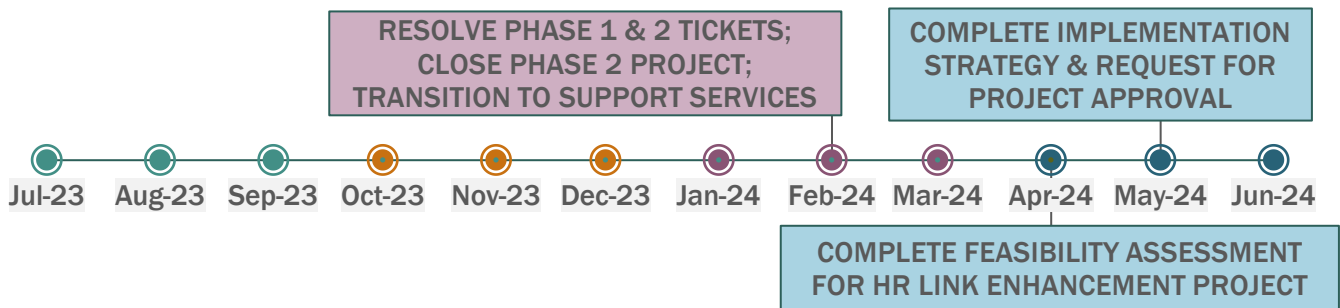 RESOLVE PHASE 1 & 2 TICKETS;
CLOSE PHASE 2 PROJECT;
TRANSITION TO SUPPORT SERVICES
COMPLETE IMPLEMENTATION
STRATEGY & REQUEST FOR
PROJECT APPROVAL
Jul-23 Aug-23 Sep-23 Oct-23 Nov-23 Dec-23 Jan-24 Feb-24 Mar-24 Apr-24 May-24 Jun-24
COMPLETE FEASIBILITY ASSESSMENT
FOR HR LINK ENHANCEMENT PROJECT